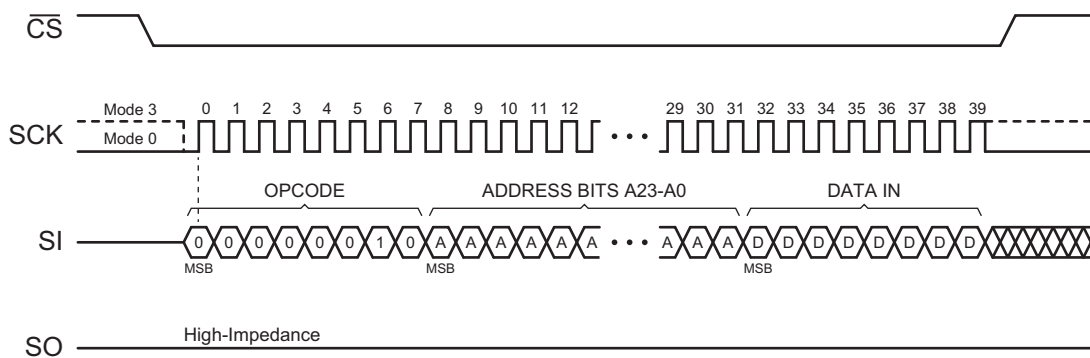 CS
Mode 3
Mode 0
SCK
0 1 2 3 4 5 6 7 8 9 10 11 12 29 30 31 32 33 34 35 36 37 38 39
OPCODE ADDRESS BITS A23-A0 DATA IN
SI
0 0 0 0 0 0 1 0 A A A A A A A A A D D D D D D D D
MSB MSB MSB
High-Impedance
SO